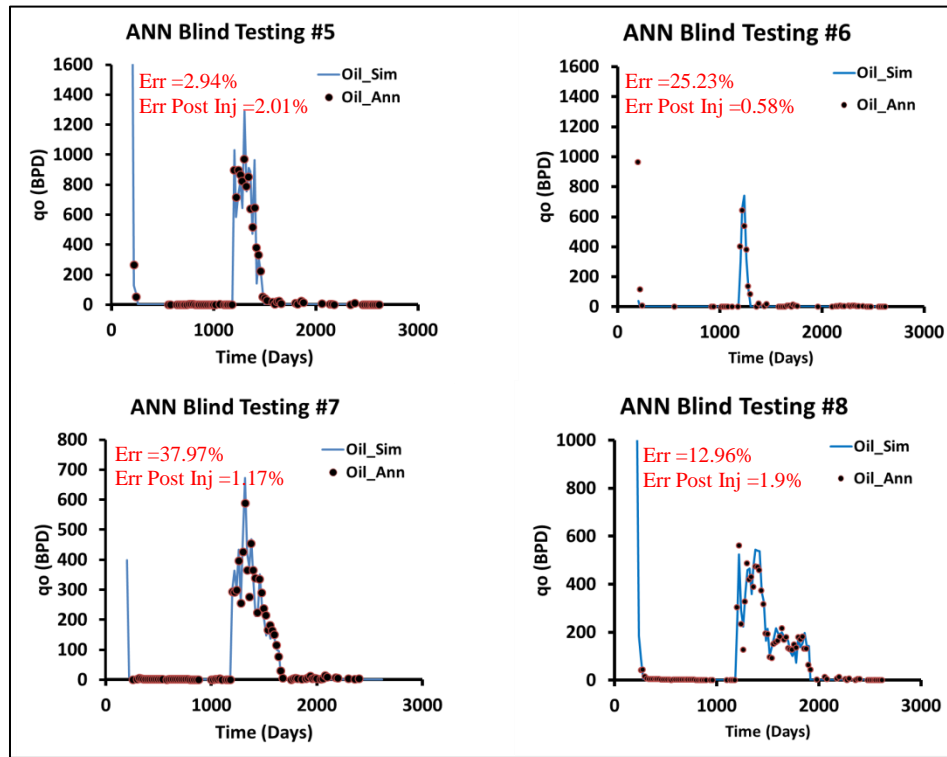 ANN Blind Testing #5
Err =2.94%
Err Post Inj =2.01%
Oil_Sim
Oil_Ann
qo (BPD)
1600
1400
1200
1000
800
600
400
200
0
0 1000 2000 3000
Time (Days)
ANN Blind Testing #6
Err =25.23%
Err Post Inj =0.58%
Oil_Sim
Oil_Ann
qo (BPD)
1600
1400
1200
1000
800
600
400
200
0
0 1000 2000 3000
Time (Days)
ANN Blind Testing #7
Err =37.97%
Err Post Inj =1.17%
Oil_Sim
Oil_Ann
qo (BPD)
800
700
600
500
400
300
200
100
0
0 1000 2000 3000
Time (Days)
ANN Blind Testing #8
Err =12.96%
Err Post Inj =1.9%
Oil_Sim
Oil_Ann
qo (BPD)
1000
800
600
400
200
0
0 1000 2000 3000
Time (Days)